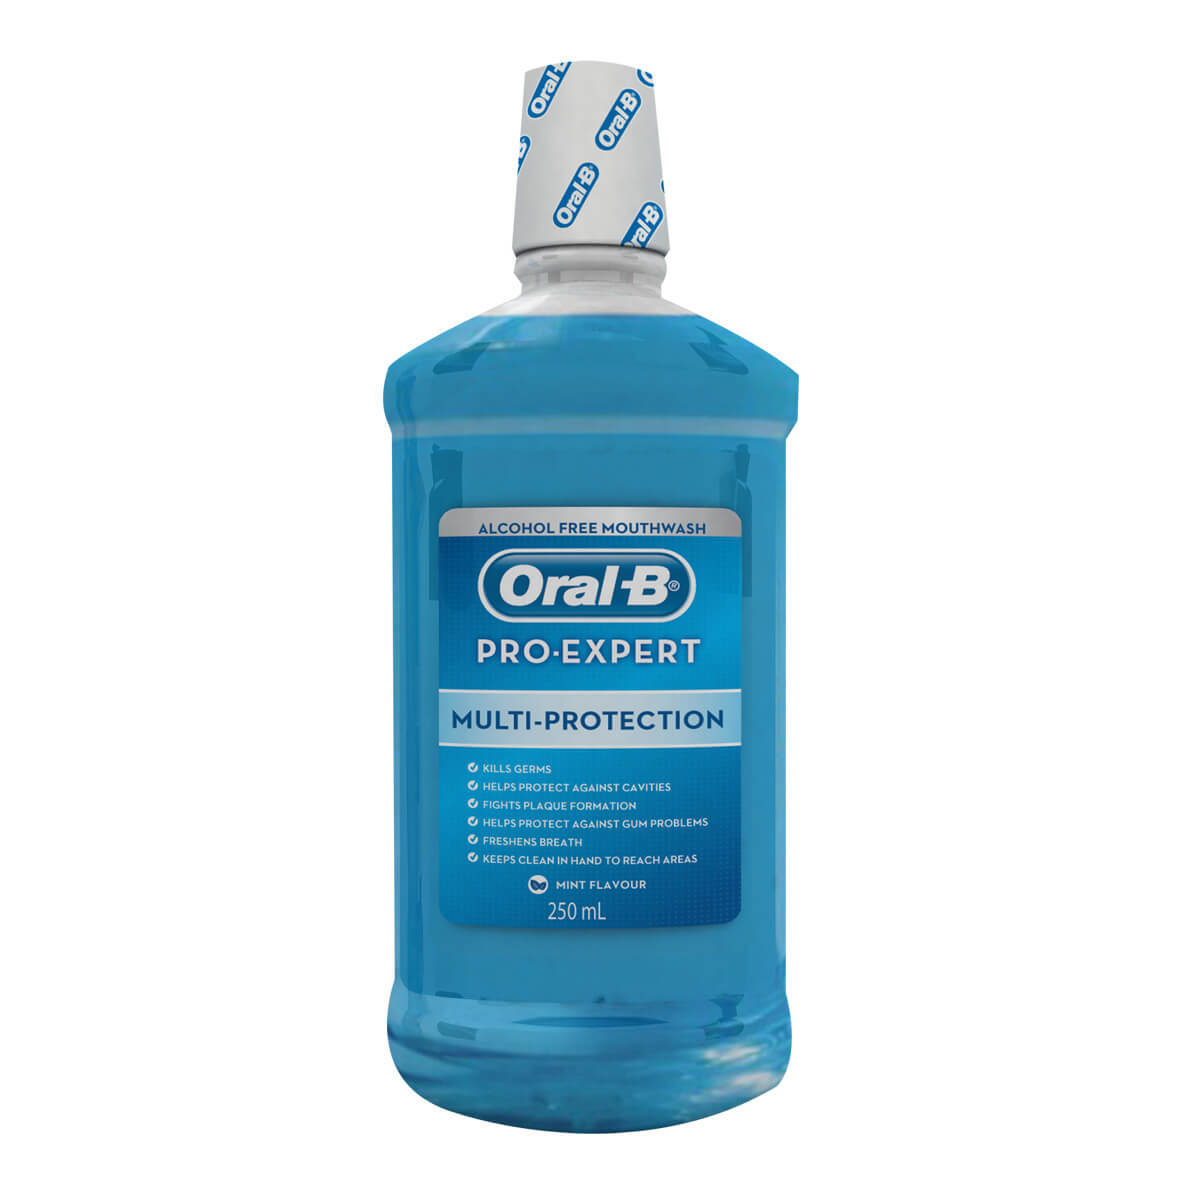 Oral-B
Oral-B
Oral-B
ral-B
ALCOHOL FREE MOUTHWASH
Oral-B®
PRO-EXPERT
MULTI-PROTECTION
KILLS GERMS
HELPS PROTECT AGAINST CAVITIES
FIGHTS PLAQUE FORMATION
HELPS PROTECT AGAINST GUM PROBLEMS
FRESHENS BREATH
KEEPS CLEAN IN HAND TO REACH AREAS
MINT FLAVOUR
250 mL